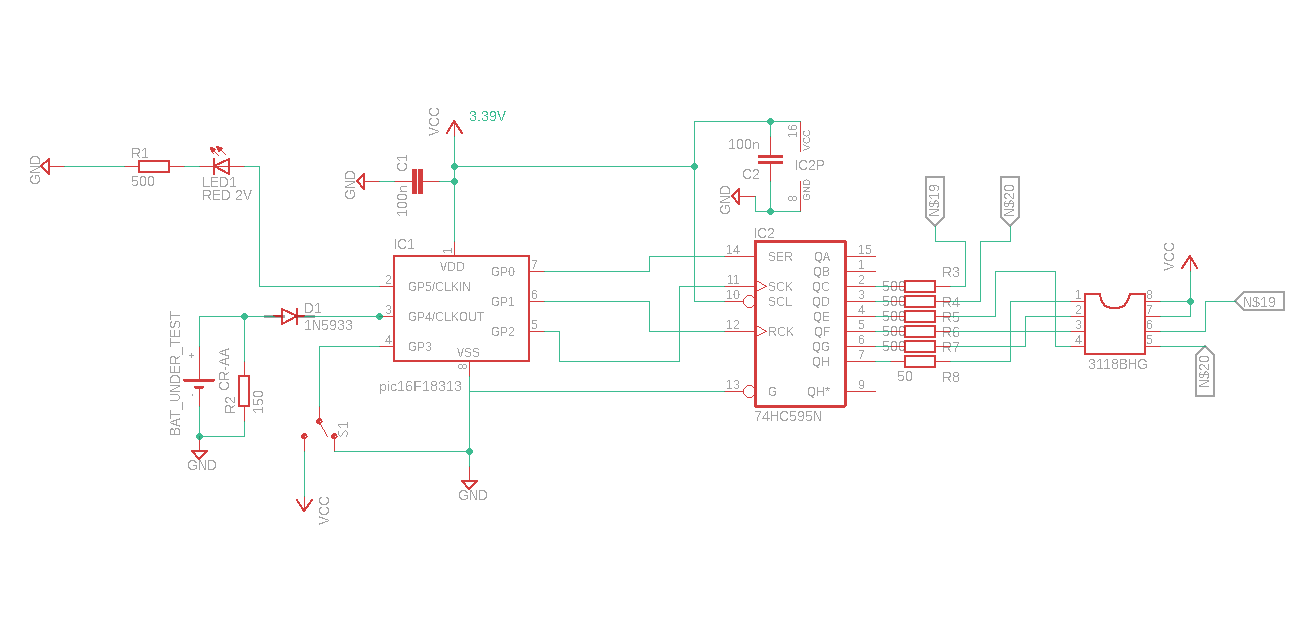 VCC
3.39V
R1
500
GND
LED1
RED 2V
GND
C1
100n
100n
C2
GND
16
VCC
IC2P
8
GND
N$19
N$20
IC1
1
VDD
2
GP5/CLKIN
3
GP4/CLKOUT
4
GP3
VSS
8
GP0
7
GP1
6
GP2
5
pic16F18313
D1
1N5933
BAT_UNDER_TEST
+
-
CR-AA
R2
150
GND
S1
VCC
GND
IC2
14
SER
11
SCK
10
SCL
12
RCK
13
G
QA
15
QB
1
QC
2
QD
3
QE
4
QF
5
QG
6
QH
7
QH*
9
74HC595N
500
R3
500
R4
500
R5
500
R6
500
R7
50
R8
VCC
1
2
3
4
8
7
6
5
3118BHG
N$19
N$20